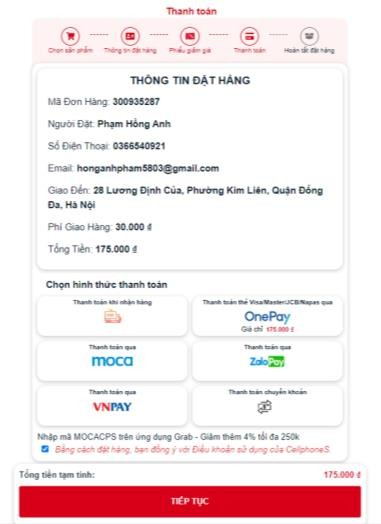 Thanh toán
Chọn sản phẩm Thông tin đặt hàng Phiếu giảm giá Thanh toán Hoàn tất đặt hàng
THÔNG TIN ĐẶT HÀNG
Mã Đơn Hàng: 300935287
Người Đặt: Phạm Hồng Anh
Số Điện Thoại: 0366540921
Email: honganhpham5803@gmail.com
Giao Đến: 28 Lương Định Của, Phường Kim Liên, Quận Đống
Đa, Hà Nội
Phí Giao Hàng: 30.000 đ
Tổng Tiền: 175.000 đ
Chọn hình thức thanh toán
Thanh toán khi nhận hàng
Thanh toán thẻ Visa/Master/JCB/Napas qua
OnePay
Giá chỉ 175.000 đ
Thanh toán qua
moca
Thanh toán qua
ZaloPay
Thanh toán qua
VNPAY
Thanh toán chuyển khoản
Nhập mã MOCACPS trên ứng dụng Grab - Giảm thêm 4% tối đa 250k
Bằng cách đặt hàng, bạn đồng ý với Điều khoản sử dụng của CellphoneS.
Tổng tiền tạm tính: 175.000 đ
TIẾP TỤC